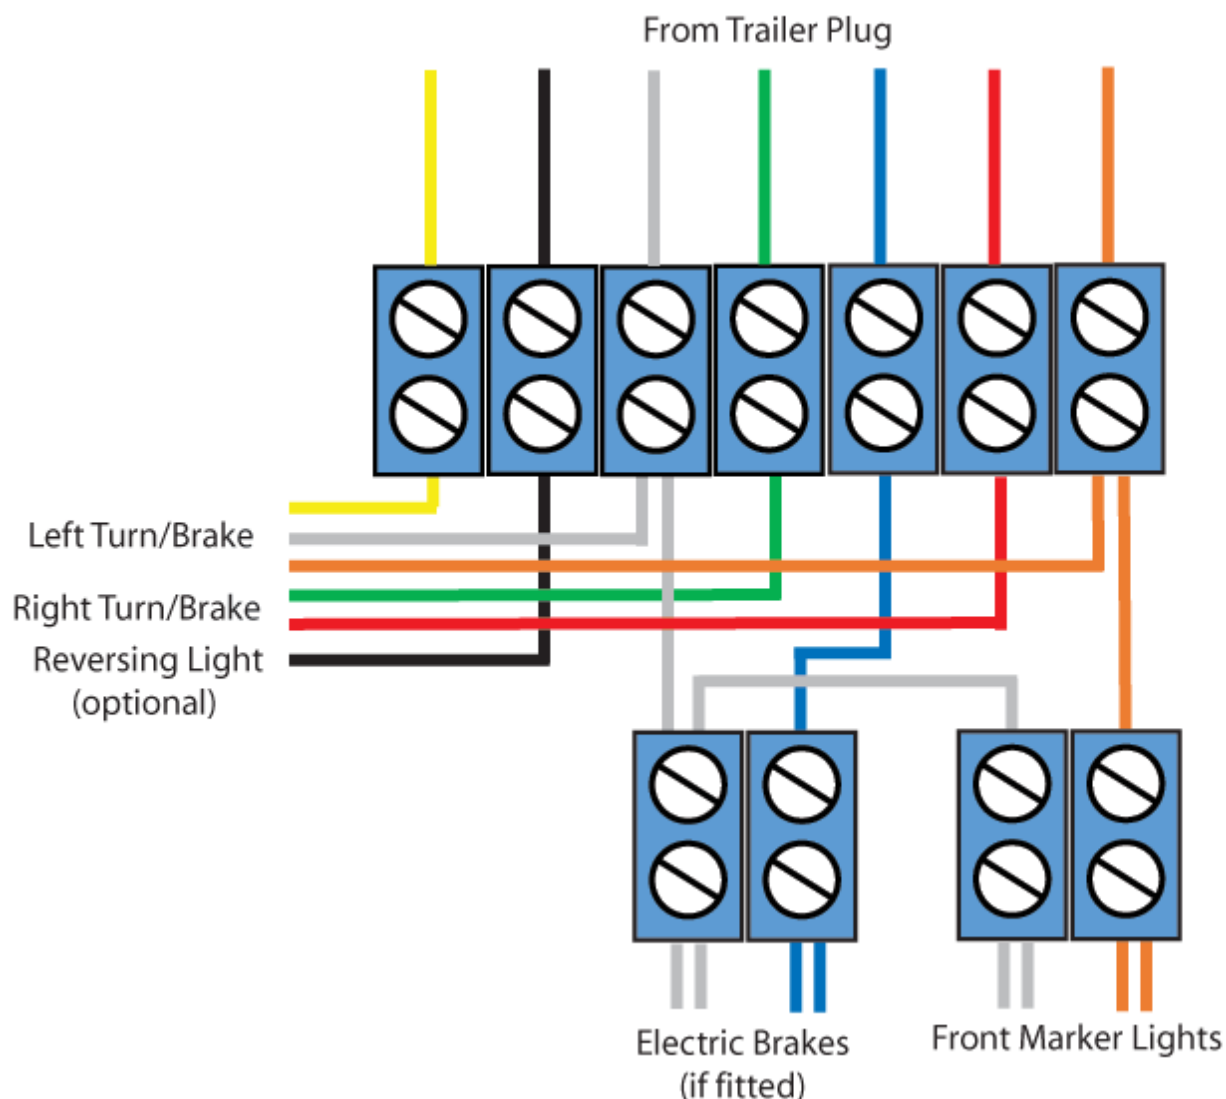 From Trailer Plug
Left Turn/Brake
Right Turn/Brake
Reversing Light
(optional)
Electric Brakes
(if fitted)
Front Marker Lights